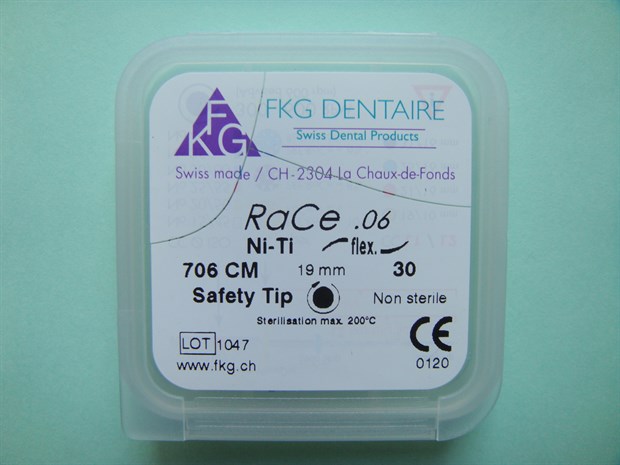 FKG
FKG DENTAIRE
Swiss Dental Products
Swiss made / CH-2304 La Chaux-de-Fonds
RaCe .06
Ni-Ti flex.
706 CM 19 mm 30
Safety Tip Non sterile
Sterilisation max. 200°C
LOT 1047
www.fkg.ch
CE
0120